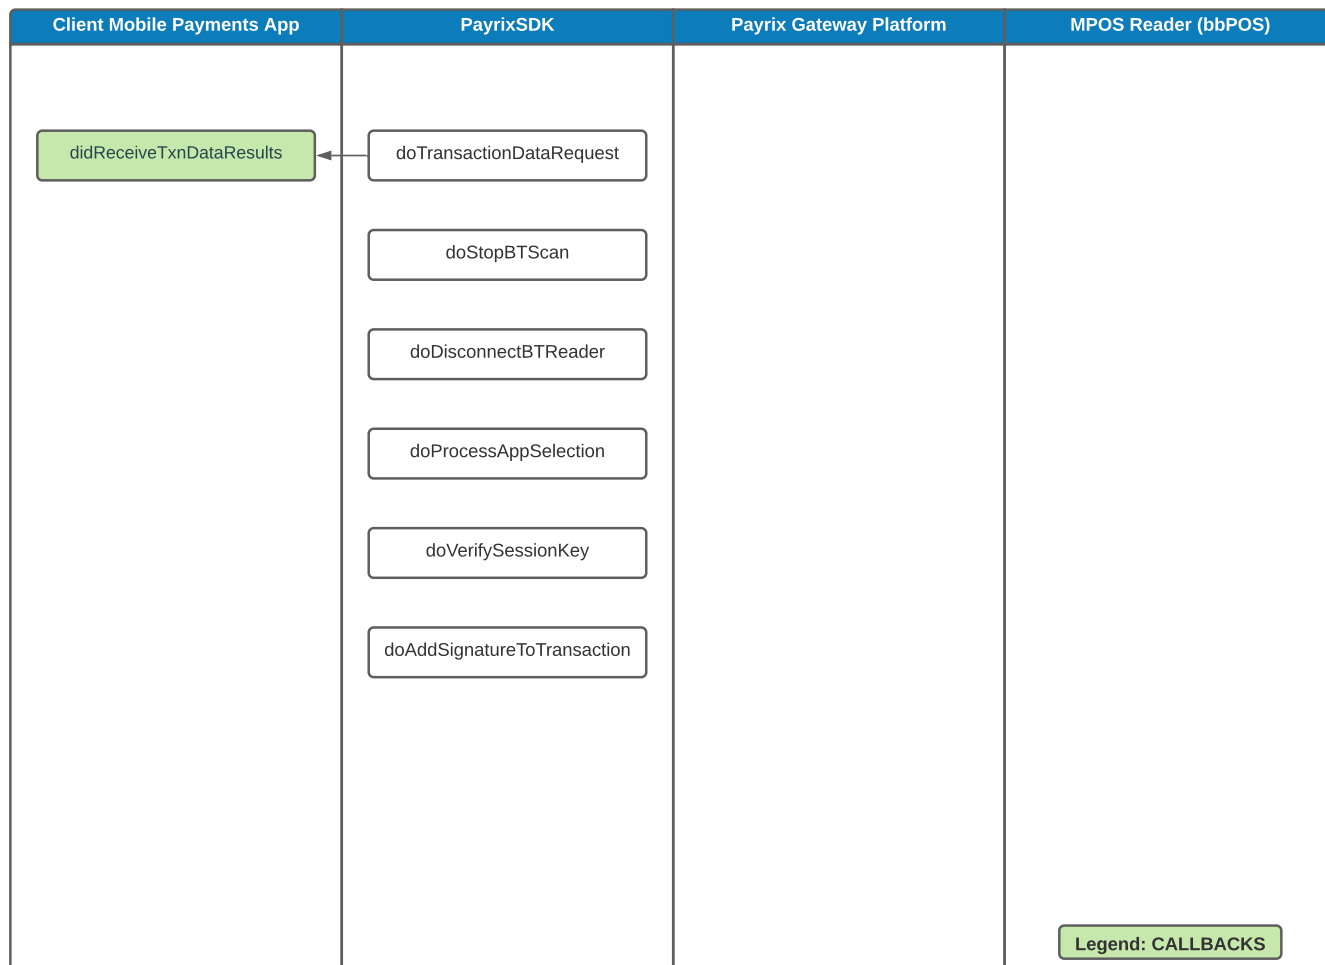 Client Mobile Payments App
PayrixSDK
Payrix Gateway Platform
MPOS Reader (bbPOS)
didReceiveTxnDataResults
doTransactionDataRequest
doStopBTScan
doDisconnectBTReader
doProcessAppSelection
doVerifySessionKey
doAddSignatureToTransaction
Legend: CALLBACKS